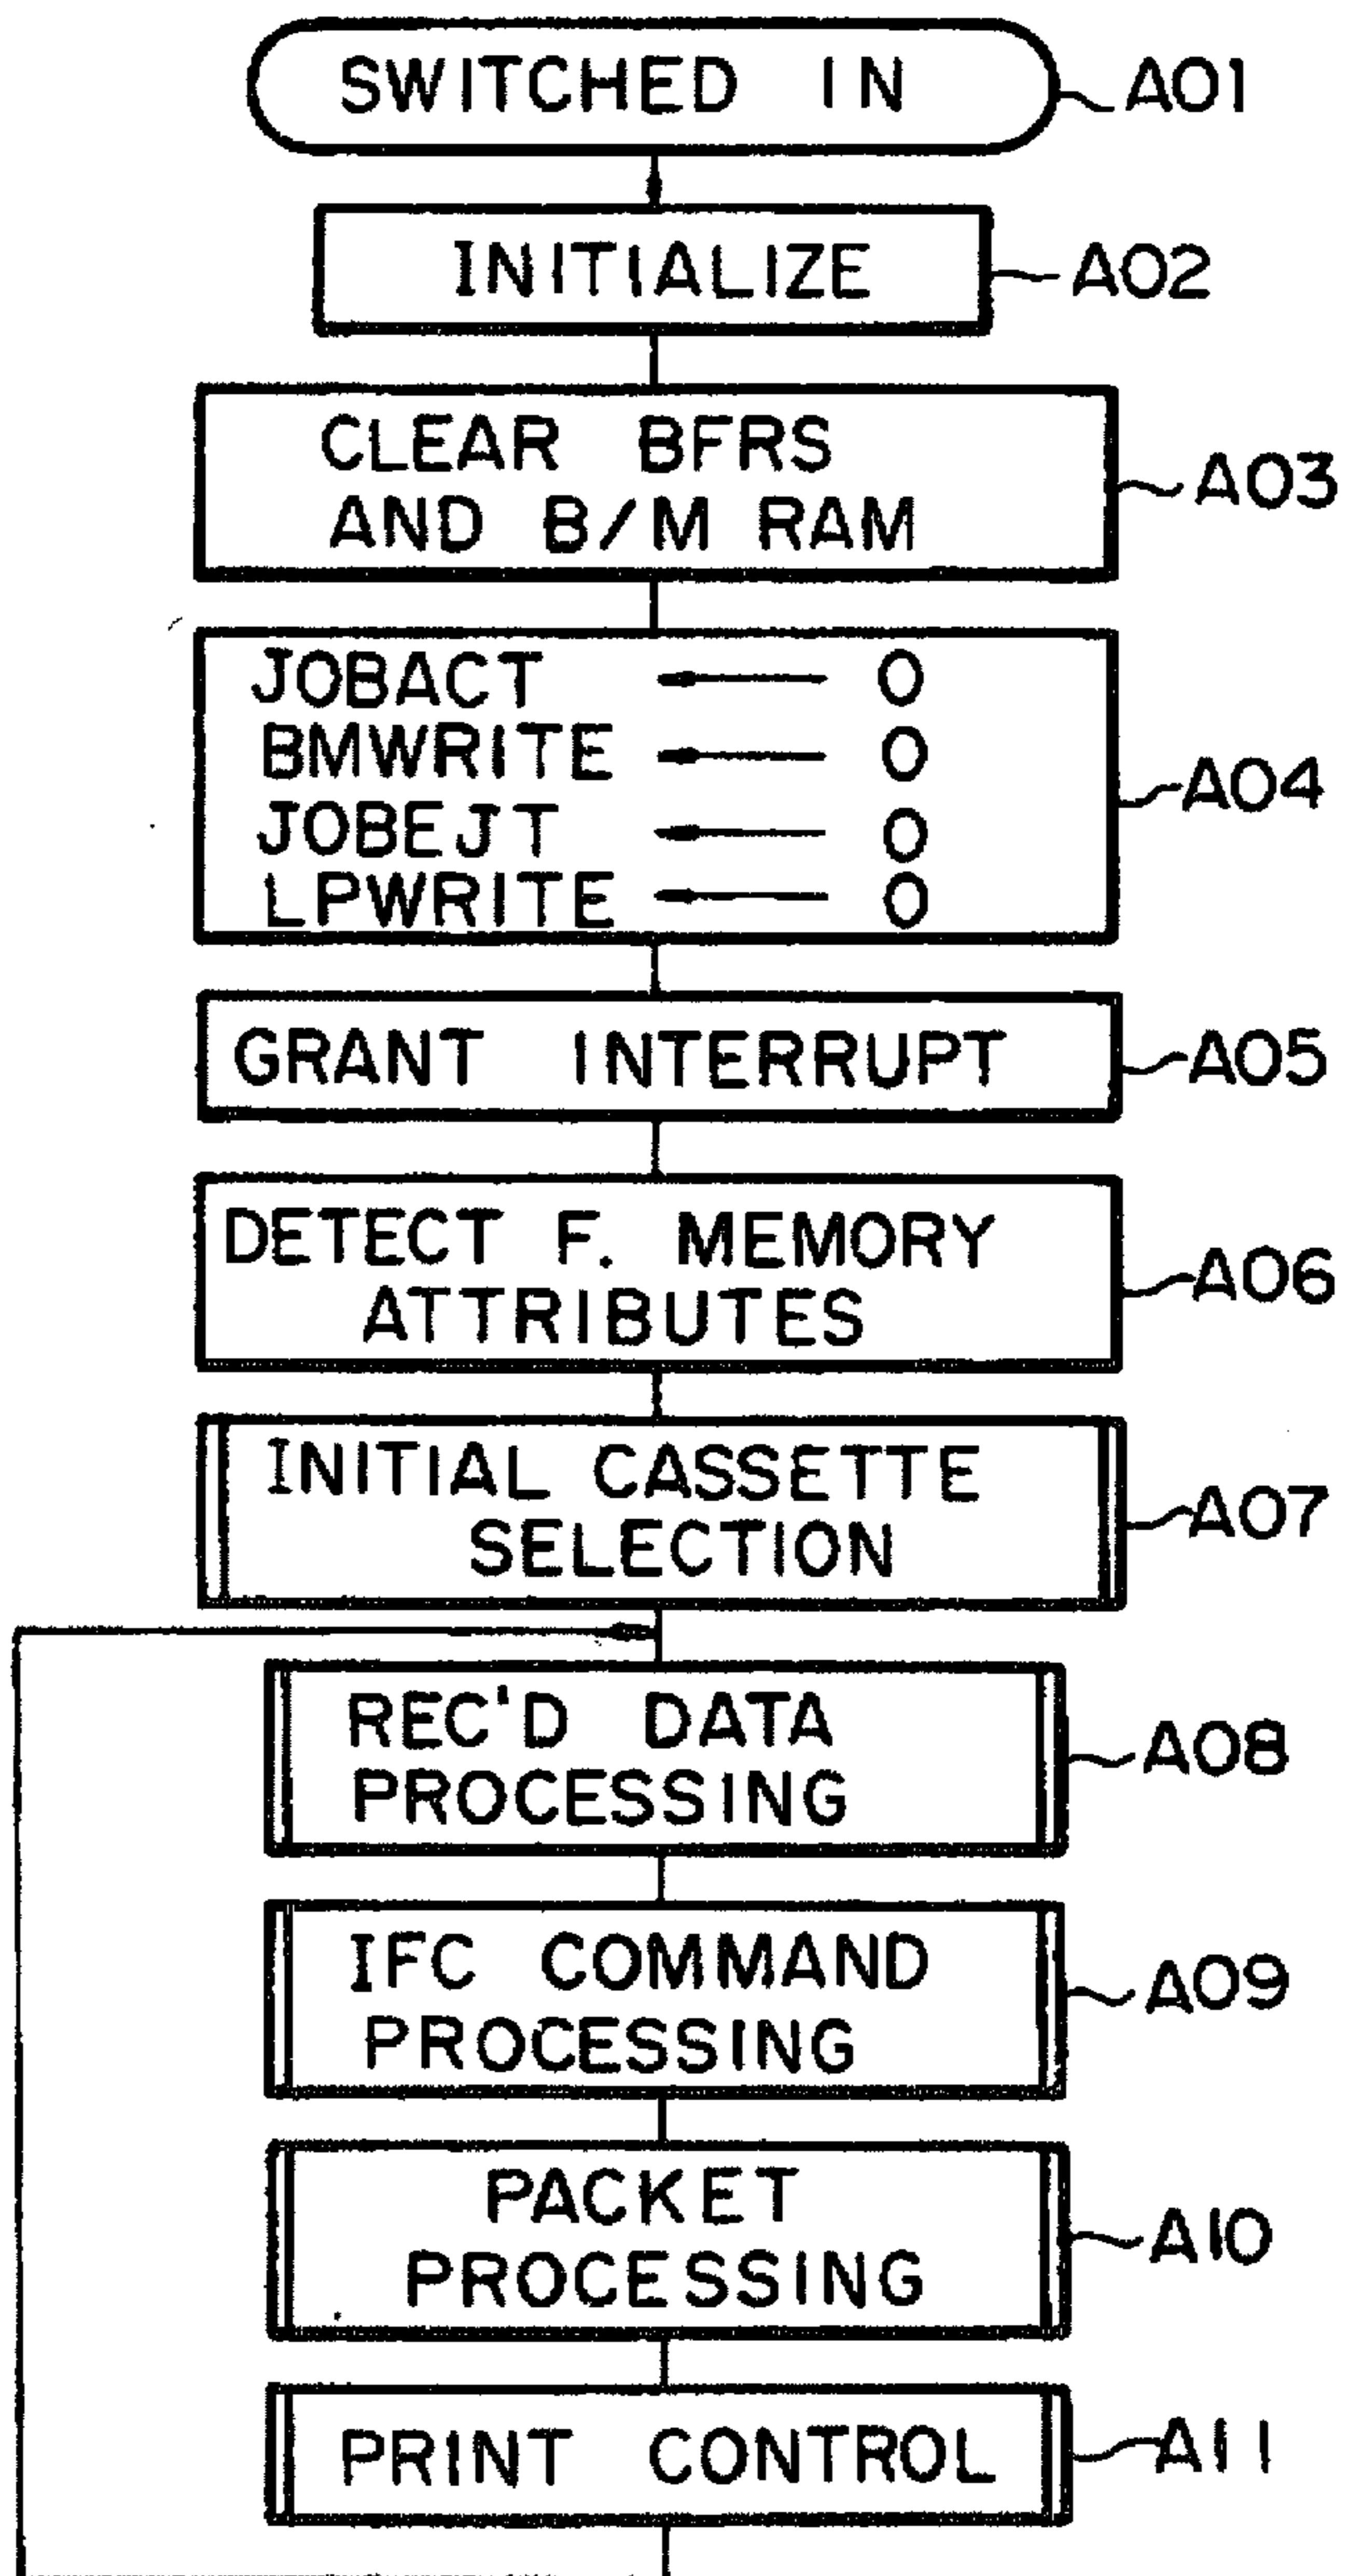 SWITCHED IN A01
INITIALIZE A02
CLEAR BFRS
AND B/M RAM
A03
JOBACT ← 0
BMWRITE ← 0
JOBEJT ← 0
LPWRITE ← 0
A04
GRANT INTERRUPT A05
DETECT F. MEMORY
ATTRIBUTES
A06
INITIAL CASSETTE
SELECTION
A07
REC'D DATA
PROCESSING
A08
IFC COMMAND
PROCESSING
A09
PACKET
PROCESSING
A10
PRINT CONTROL A11